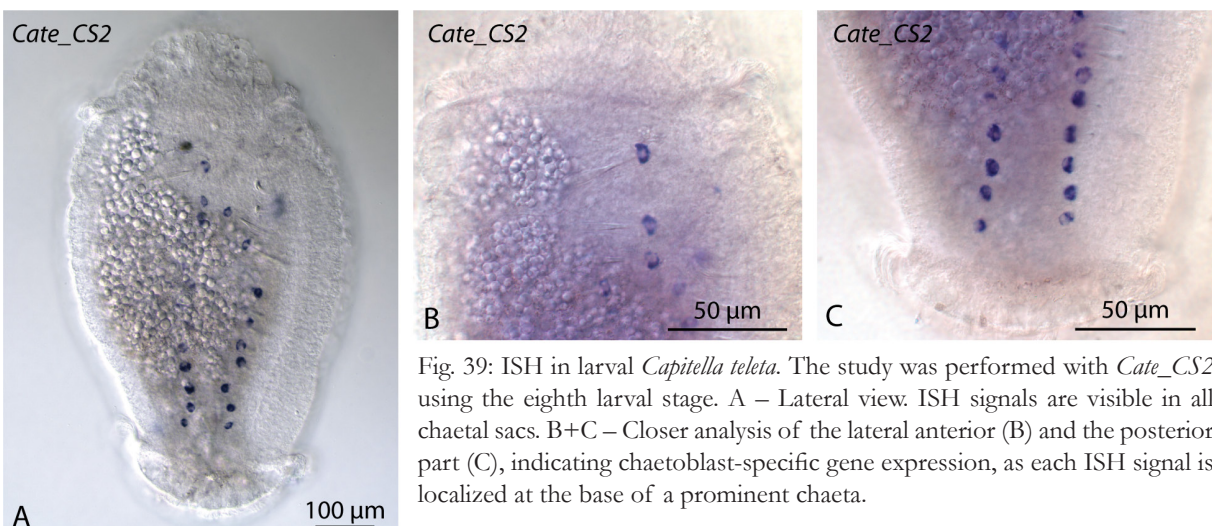 Cate_CS2
Cate_CS2
Cate_CS2
50 µm
50 µm
B
C
100 µm
A
Fig. 39: ISH in larval Capitella teleta. The study was performed with Cate_CS2
using the eighth larval stage. A – Lateral view. ISH signals are visible in all
chaetal sacs. B+C – Closer analysis of the lateral anterior (B) and the posterior
part (C), indicating chaetoblast-specific gene expression, as each ISH signal is
localized at the base of a prominent chaeta.